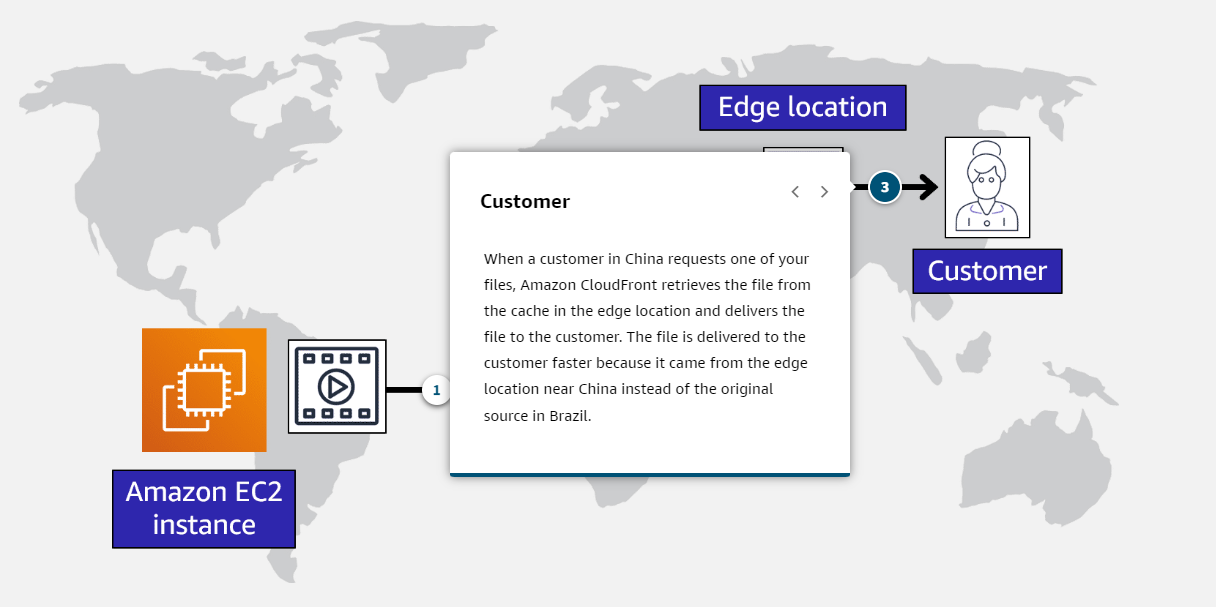 Edge location
Customer
3
When a customer in China requests one of your
files, Amazon CloudFront retrieves the file from
the cache in the edge location and delivers the
file to the customer. The file is delivered to the
customer faster because it came from the edge
location near China instead of the original
source in Brazil.
Customer
1
Amazon EC2
instance